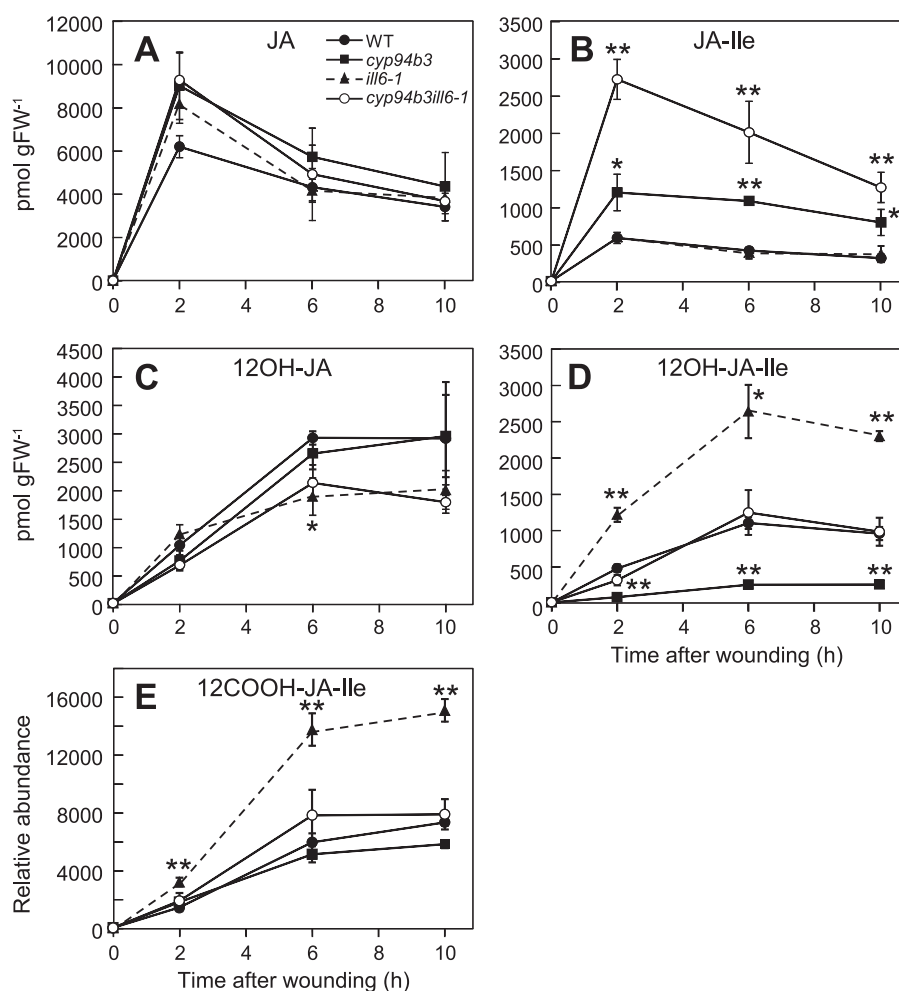 A
JA
WT
cyp94b3
ill6-1
cyp94b3ill6-1
pmol gFW⁻¹
12000
10000
8000
6000
4000
2000
0
0 2 4 6 8 10
B
JA-Ile
3500
3000
2500
2000
1500
1000
500
0
** ** **
* ** *
0 2 4 6 8 10
C
12OH-JA
pmol gFW⁻¹
4500
4000
3500
3000
2500
2000
1500
1000
500
0
*
0 2 4 6 8 10
D
12OH-JA-Ile
3500
3000
2500
2000
1500
1000
500
0
** * **
** ** **
0 2 4 6 8 10
Time after wounding (h)
E
12COOH-JA-Ile
Relative abundance
16000
12000
8000
4000
0
** ** **
0 2 4 6 8 10
Time after wounding (h)